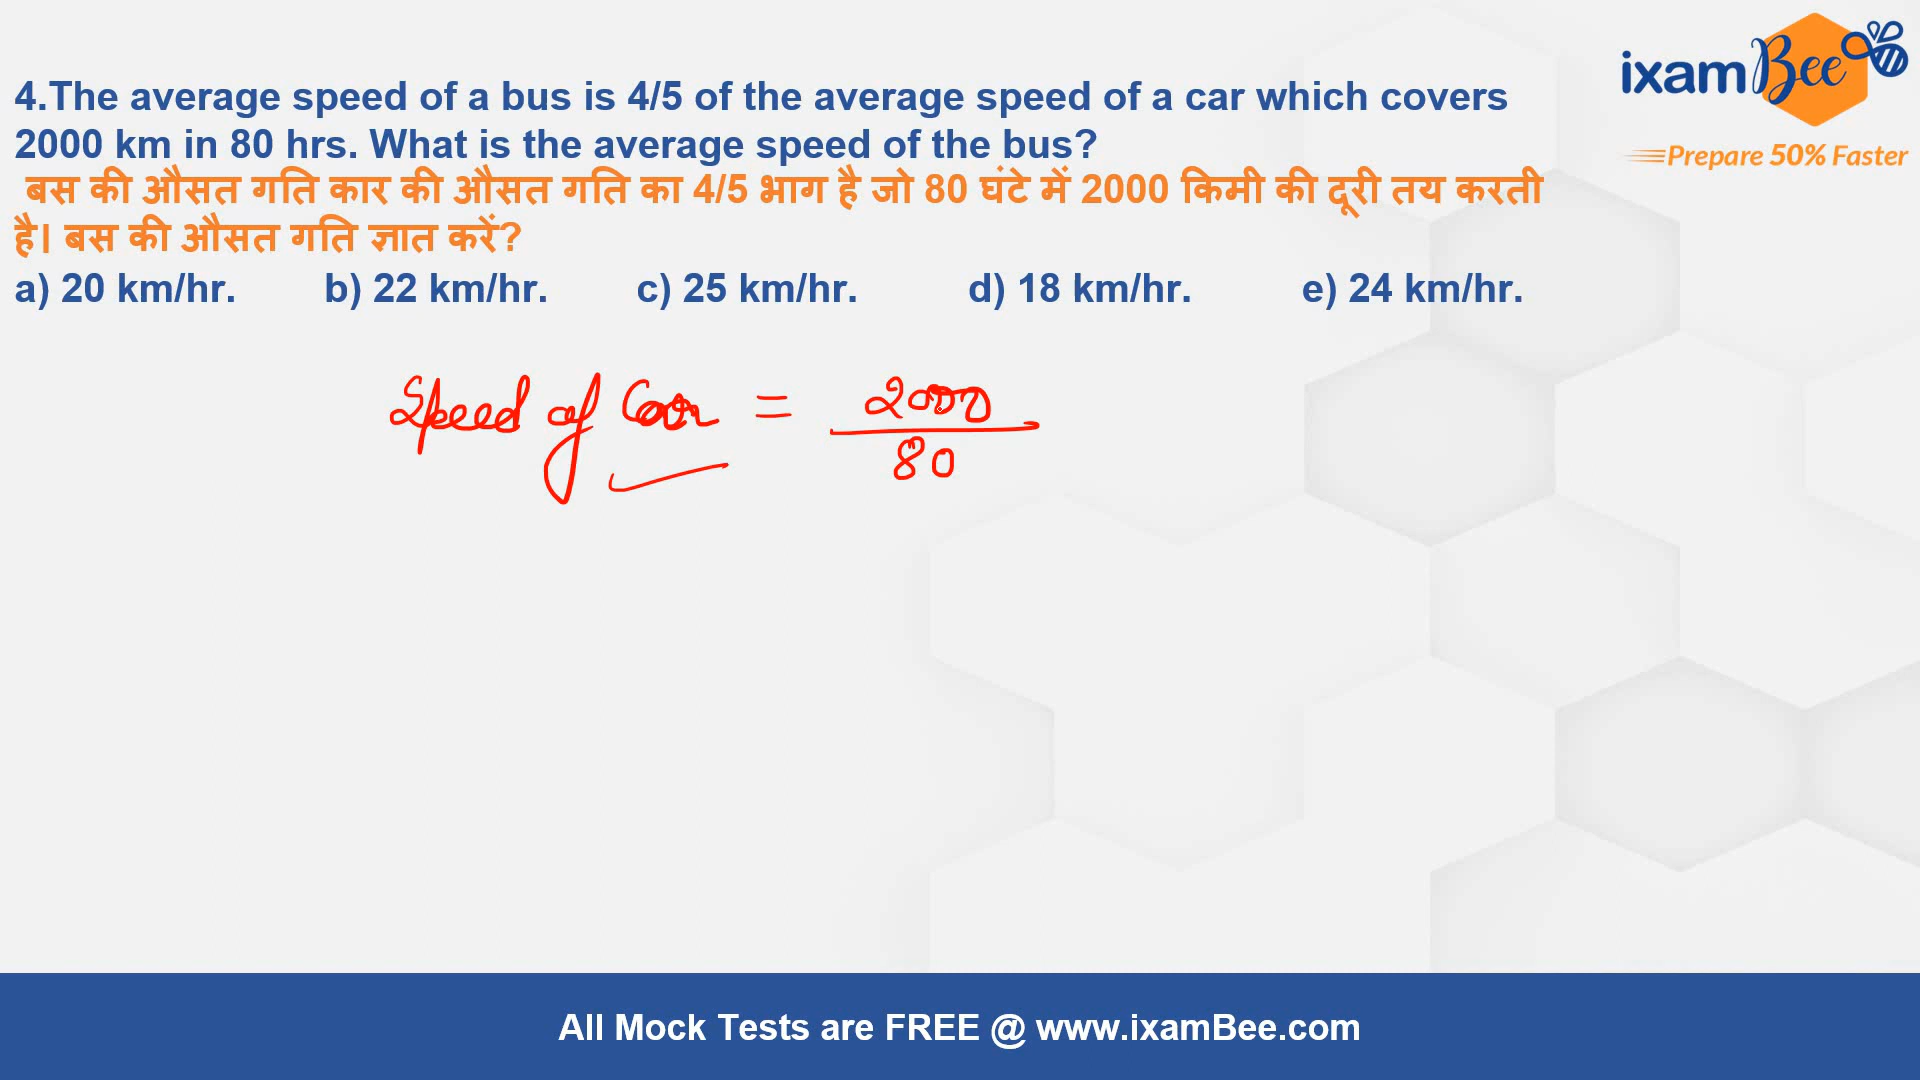 ixamBee
Prepare 50% Faster
4.The average speed of a bus is 4/5 of the average speed of a car which covers
2000 km in 80 hrs. What is the average speed of the bus?
बस की औसत गति कार की औसत गति का 4/5 भाग है जो 80 घंटे में 2000 किमी की दूरी तय करती
है। बस की औसत गति ज्ञात करें?
a) 20 km/hr. b) 22 km/hr. c) 25 km/hr. d) 18 km/hr. e) 24 km/hr.
Speed of Car = 2000
80
All Mock Tests are FREE @ www.ixamBee.com